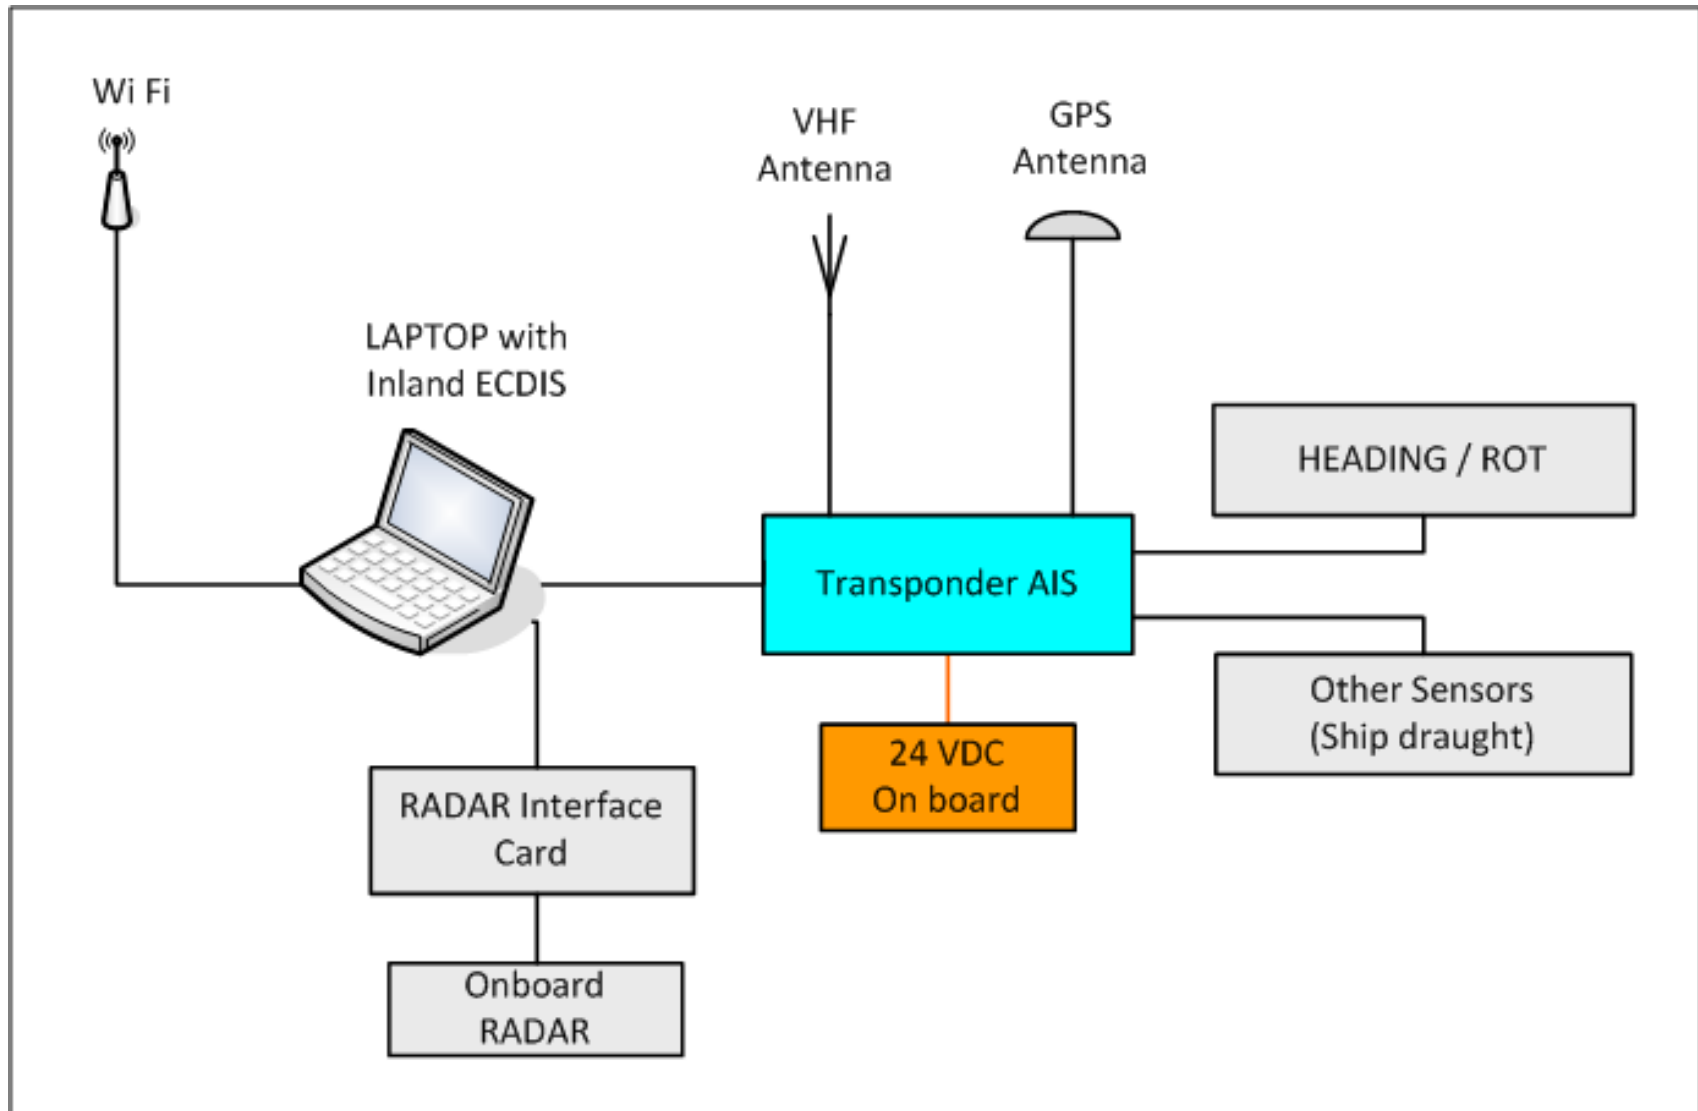 Wi Fi
VHF
Antenna
GPS
Antenna
LAPTOP with
Inland ECDIS
HEADING / ROT
Transponder AIS
Other Sensors
(Ship draught)
24 VDC
On board
RADAR Interface
Card
Onboard
RADAR